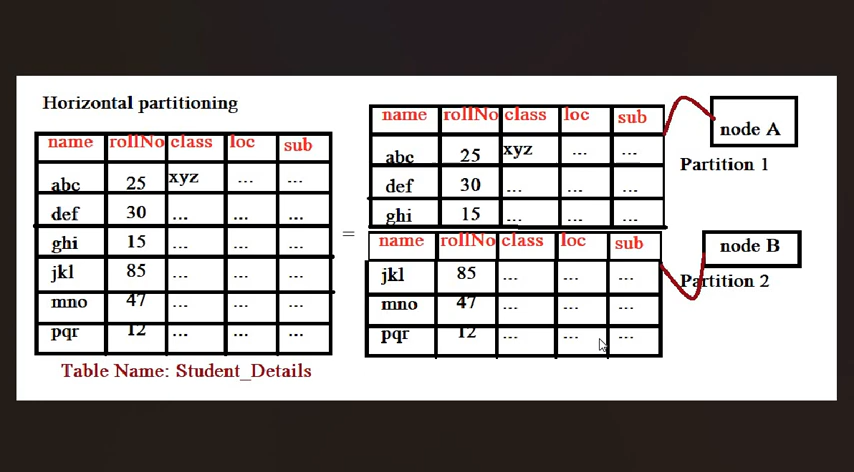 Horizontal partitioning
name rollNo class loc sub
abc 25 xyz ... ...
def 30 ... ... ...
ghi 15 ... ... ...
jkl 85 ... ... ...
mno 47 ... ... ...
pqr 12 ... ... ...
Table Name: Student_Details
=
name rollNo class loc sub
abc 25 xyz ... ...
def 30 ... ... ...
ghi 15 ... ... ...
node A
Partition 1
name rollNo class loc sub
jkl 85 ... ... ...
mno 47 ... ... ...
pqr 12 ... ... ...
node B
Partition 2